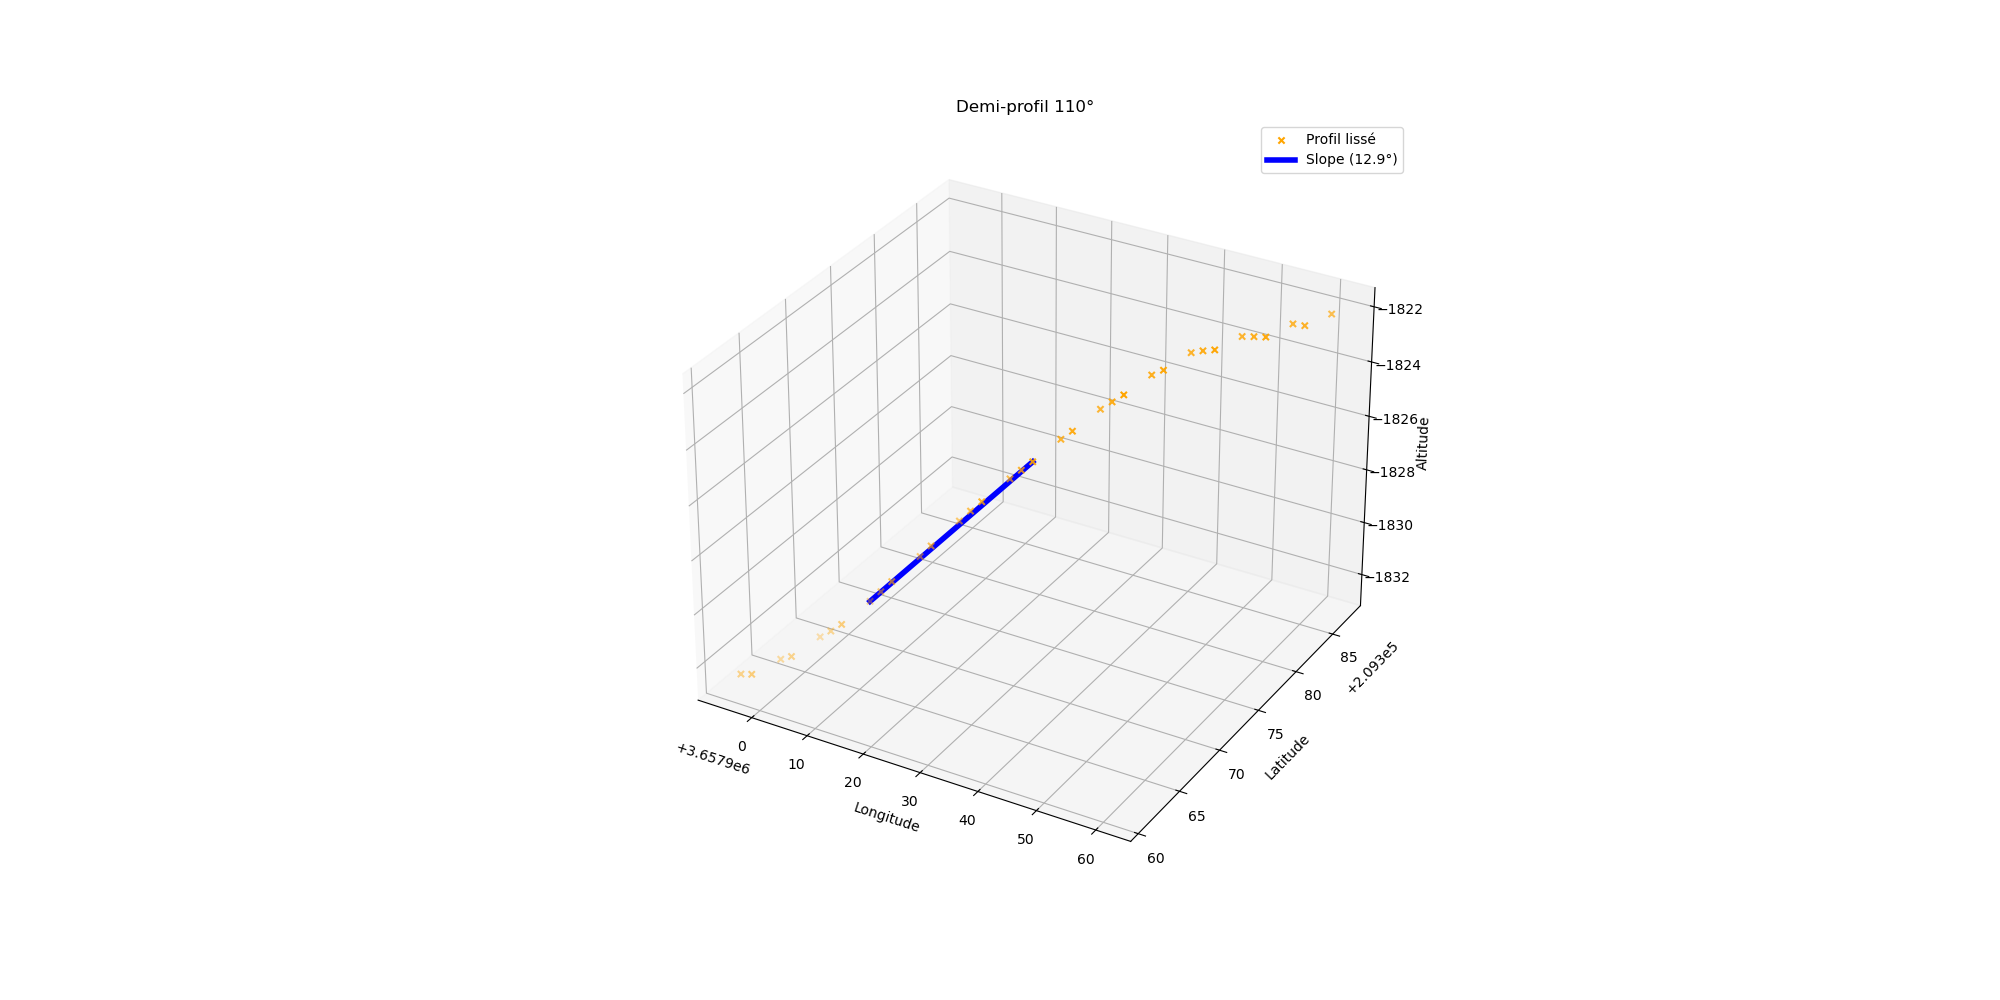 Demi-profil 110°
Profil lissé
Slope (12.9°)
−1822
−1824
−1826
−1828
−1830
−1832
Altitude
85
80
75
70
65
60
+2.093e5
Latitude
0
10
20
30
40
50
60
+3.6579e6
Longitude